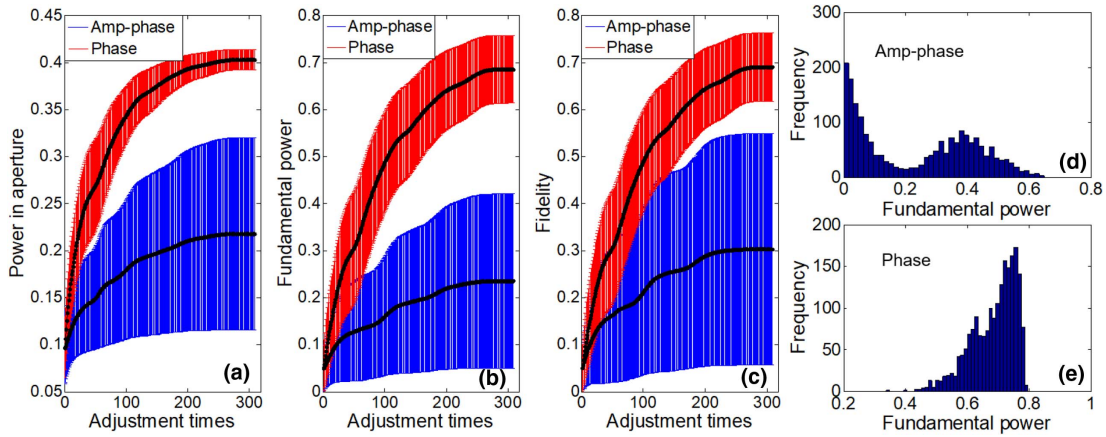 Amp-phase
Phase
Power in aperture
0.45
0.4
0.35
0.3
0.25
0.2
0.15
0.1
0.05
0 100 200 300
Adjustment times
(a)
Amp-phase
Phase
Fundamental power
0.8
0.7
0.6
0.5
0.4
0.3
0.2
0.1
0
0 100 200 300
Adjustment times
(b)
Amp-phase
Phase
Fidelity
0.8
0.7
0.6
0.5
0.4
0.3
0.2
0.1
0
0 100 200 300
Adjustment times
(c)
Amp-phase
Frequency
300
200
100
0
0 0.2 0.4 0.6 0.8
Fundamental power
(d)
Phase
Frequency
200
150
100
50
0
0.2 0.4 0.6 0.8 1
Fundamental power
(e)